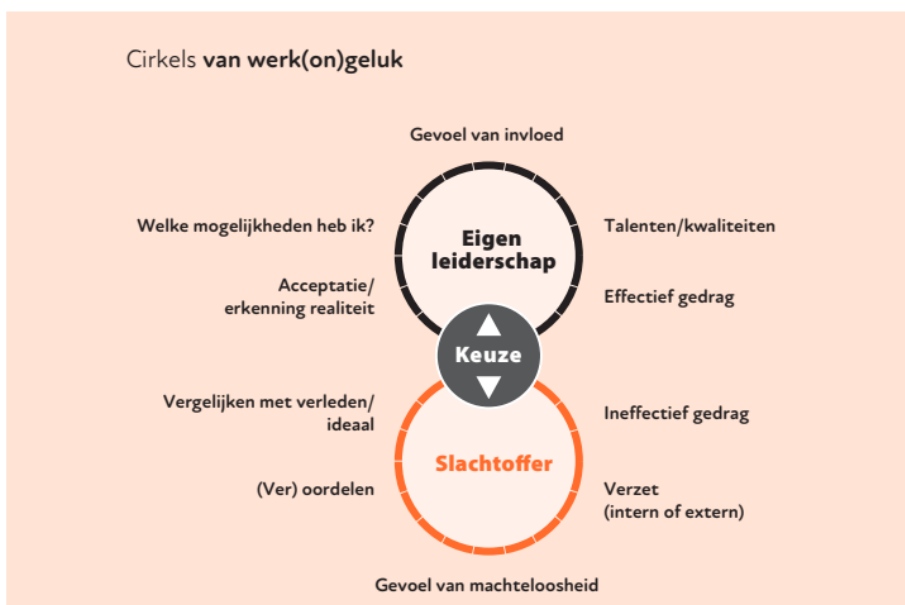 Cirkels van werk(on)geluk
Gevoel van invloed
Welke mogelijkheden heb ik?
Talenten/kwaliteiten
Eigen
leiderschap
Acceptatie/
erkenning realiteit
Effectief gedrag
Keuze
Vergelijken met verleden/
ideaal
Ineffectief gedrag
Slachtoffer
(Ver) oordelen
Verzet
(intern of extern)
Gevoel van machteloosheid